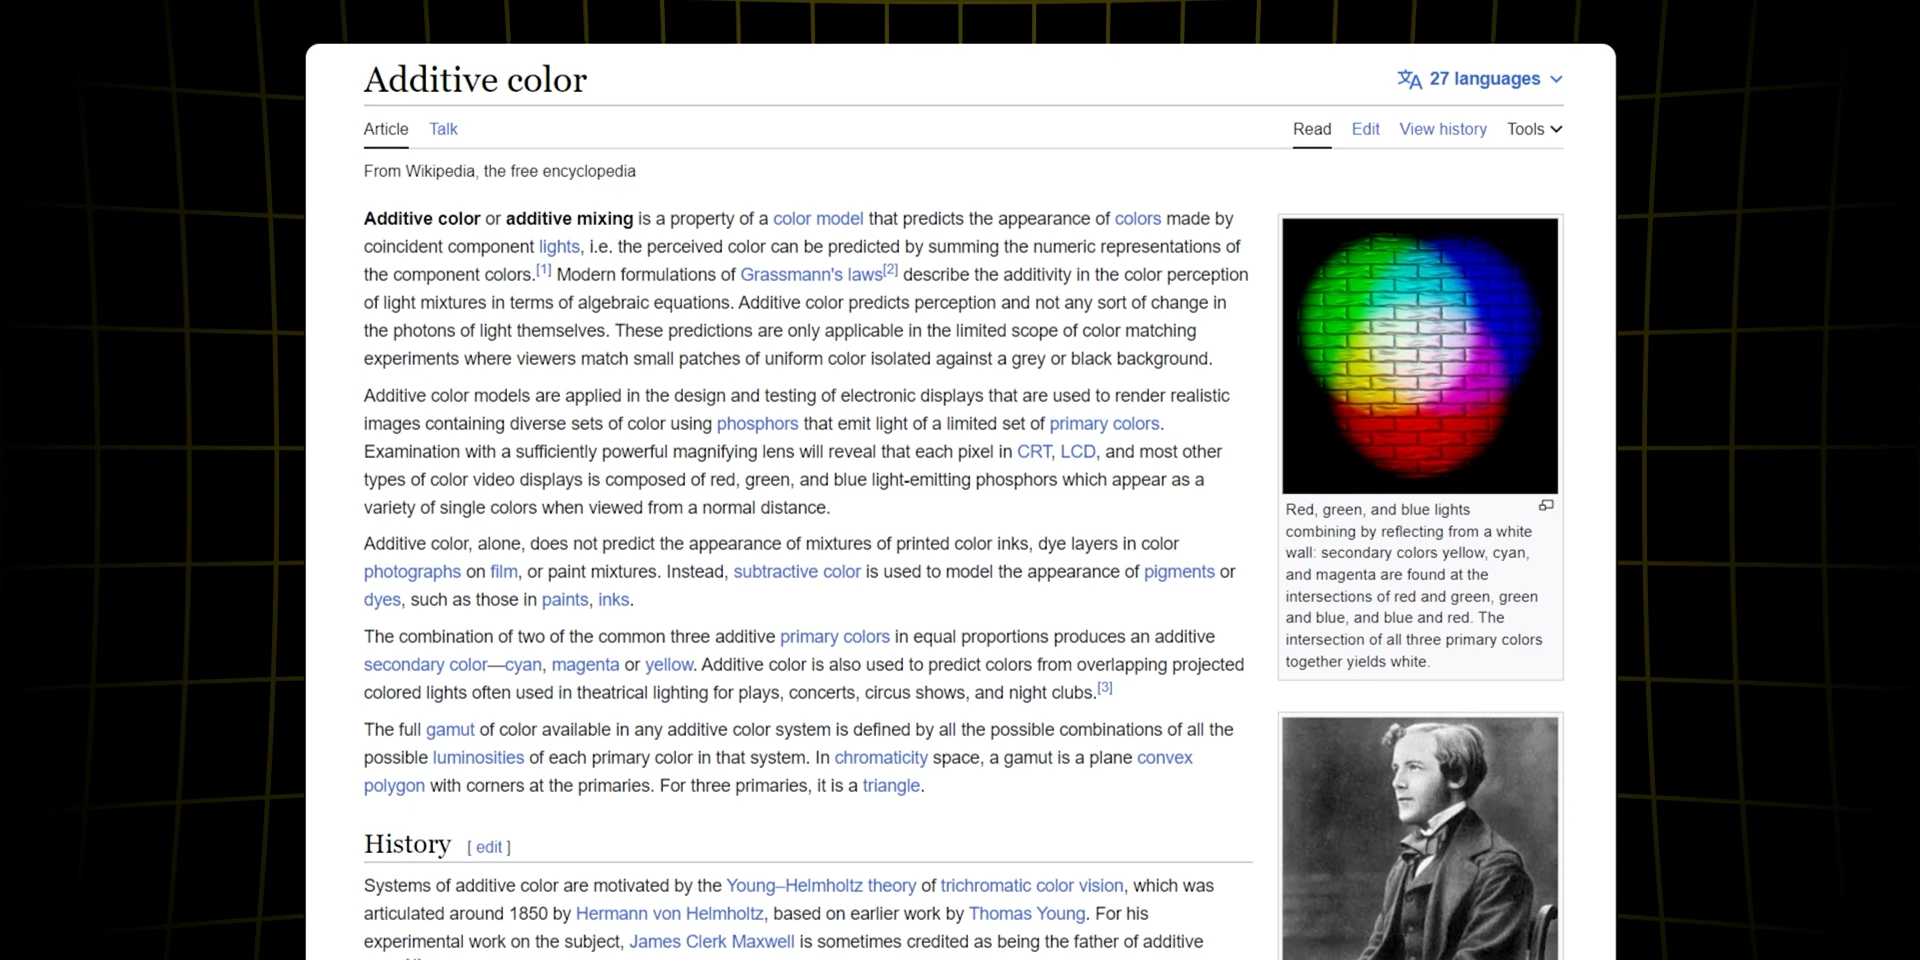 Additive color
27 languages
Article Talk
Read Edit View history Tools
From Wikipedia, the free encyclopedia
Additive color or additive mixing is a property of a color model that predicts the appearance of colors made by
coincident component lights, i.e. the perceived color can be predicted by summing the numeric representations of
the component colors.[1] Modern formulations of Grassmann's laws[2] describe the additivity in the color perception
of light mixtures in terms of algebraic equations. Additive color predicts perception and not any sort of change in
the photons of light themselves. These predictions are only applicable in the limited scope of color matching
experiments where viewers match small patches of uniform color isolated against a grey or black background.
Additive color models are applied in the design and testing of electronic displays that are used to render realistic
images containing diverse sets of color using phosphors that emit light of a limited set of primary colors.
Examination with a sufficiently powerful magnifying lens will reveal that each pixel in CRT, LCD, and most other
types of color video displays is composed of red, green, and blue light-emitting phosphors which appear as a
variety of single colors when viewed from a normal distance.
Additive color, alone, does not predict the appearance of mixtures of printed color inks, dye layers in color
photographs on film, or paint mixtures. Instead, subtractive color is used to model the appearance of pigments or
dyes, such as those in paints, inks.
The combination of two of the common three additive primary colors in equal proportions produces an additive
secondary color—cyan, magenta or yellow. Additive color is also used to predict colors from overlapping projected
colored lights often used in theatrical lighting for plays, concerts, circus shows, and night clubs.[3]
The full gamut of color available in any additive color system is defined by all the possible combinations of all the
possible luminosities of each primary color in that system. In chromaticity space, a gamut is a plane convex
polygon with corners at the primaries. For three primaries, it is a triangle.
History [ edit ]
Systems of additive color are motivated by the Young–Helmholtz theory of trichromatic color vision, which was
articulated around 1850 by Hermann von Helmholtz, based on earlier work by Thomas Young. For his
experimental work on the subject, James Clerk Maxwell is sometimes credited as being the father of additive
Red, green, and blue lights
combining by reflecting from a white
wall: secondary colors yellow, cyan,
and magenta are found at the
intersections of red and green, green
and blue, and blue and red. The
intersection of all three primary colors
together yields white.